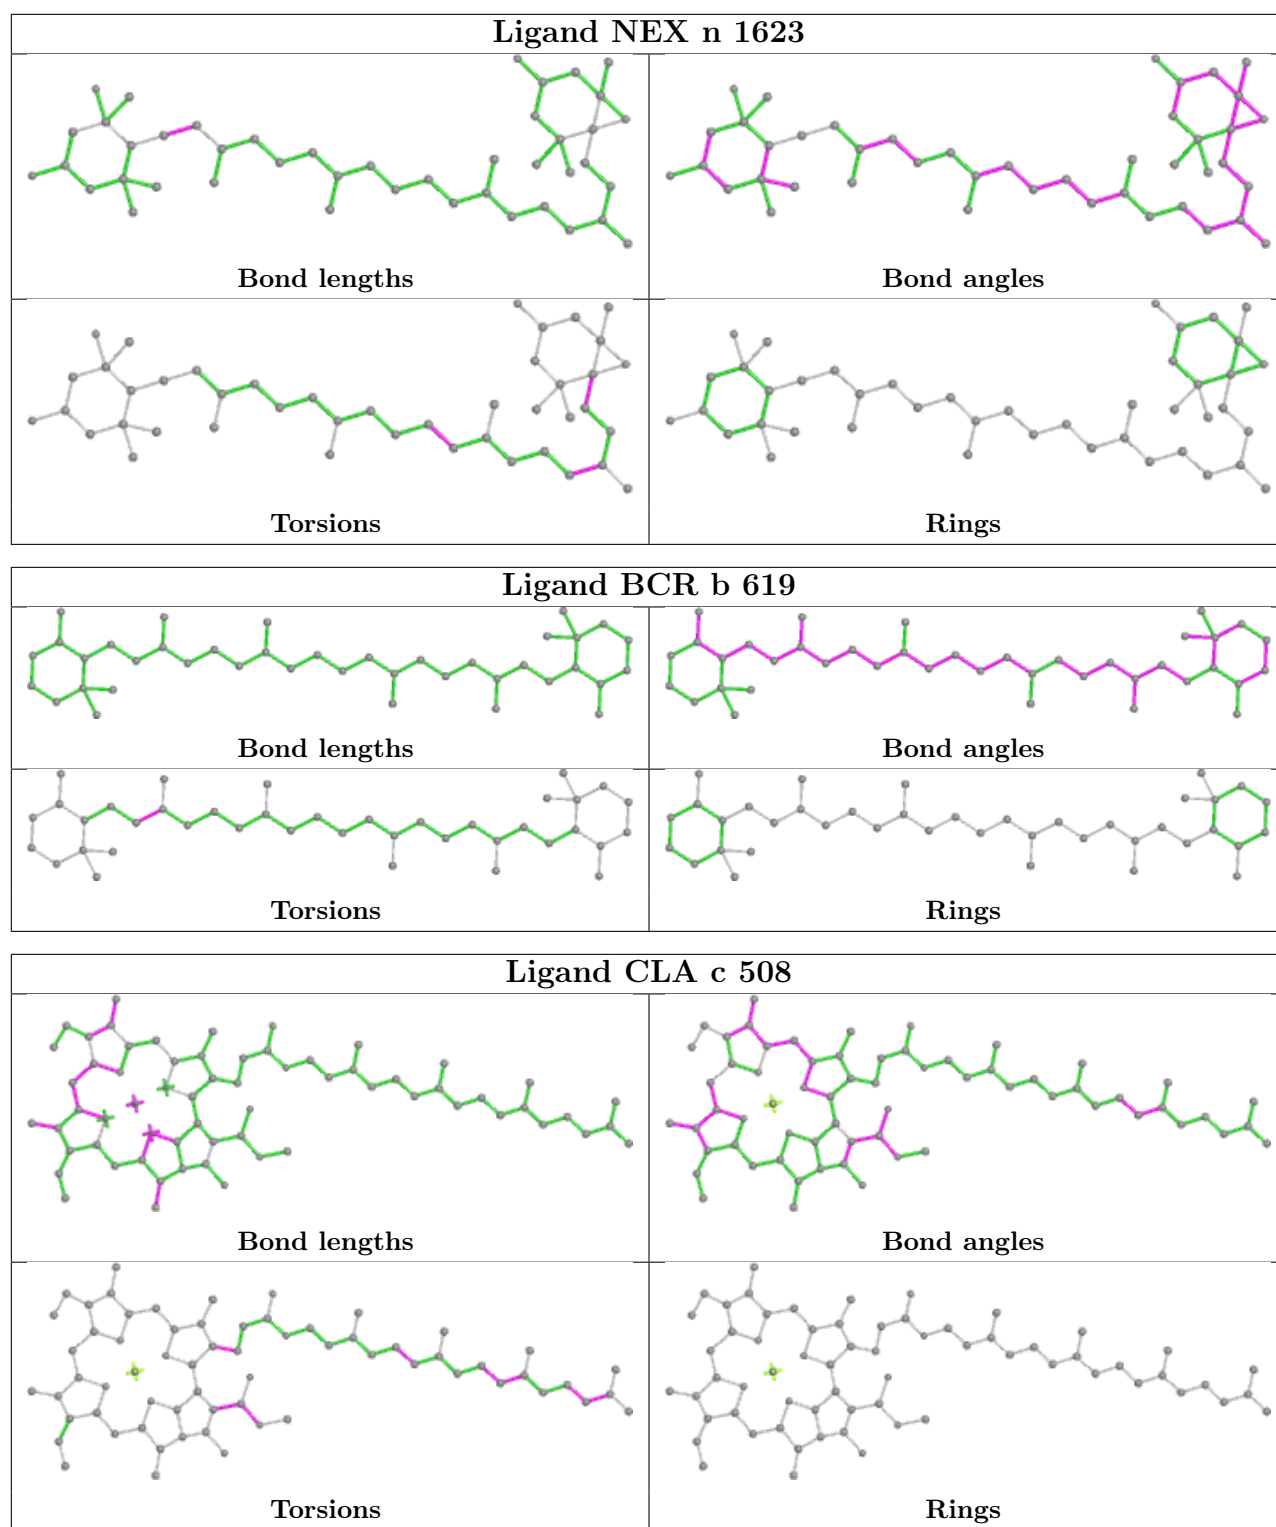 Ligand NEX n 1623
Bond lengths
Bond angles
Torsions
Rings
Ligand BCR b 619
Bond lengths
Bond angles
Torsions
Rings
Ligand CLA c 508
Bond lengths
Bond angles
Torsions
Rings